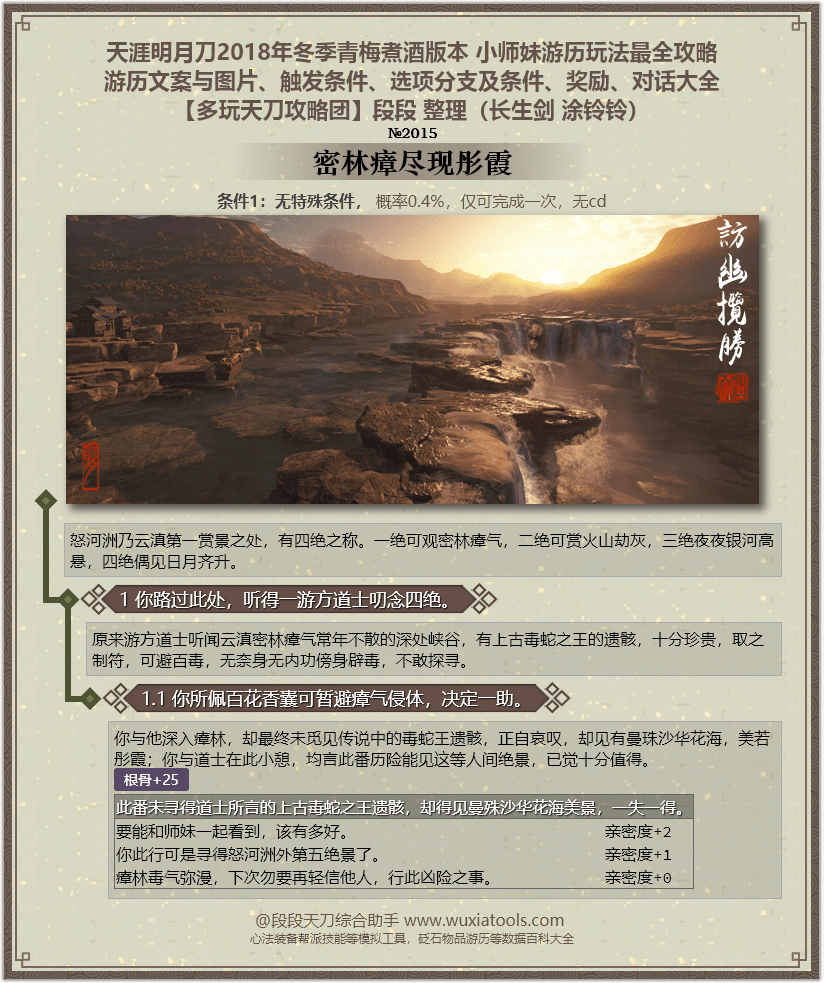 天涯明月刀2018年冬季青梅煮酒版本 小师妹游历玩法最全攻略
游历文案与图片、触发条件、选项分支及条件、奖励、对话大全
【多玩天刀攻略团】段段 整理（长生剑 涂铃铃）
№2015
密林瘴尽现彤霞
条件1：无特殊条件， 概率0.4%，仅可完成一次，无cd
訪幽攬勝
怒河洲乃云滇第一赏景之处，有四绝之称。一绝可观密林瘴气，二绝可赏火山劫灰，三绝夜夜银河高
悬，四绝偶见日月齐升。
1 你路过此处，听得一游方道士叨念四绝。
原来游方道士听闻云滇密林瘴气常年不散的深处峡谷，有上古毒蛇之王的遗骸，十分珍贵，取之
制符，可避百毒，无奈身无内功傍身辟毒，不敢探寻。
1.1 你所佩百花香囊可暂避瘴气侵体，决定一助。
你与他深入瘴林，却最终未觅见传说中的毒蛇王遗骸，正自哀叹，却见有曼珠沙华花海，美若
彤霞；你与道士在此小憩，均言此番历险能见这等人间绝景，已觉十分值得。
根骨+25
此番未寻得道士所言的上古毒蛇之王遗骸，却得见曼殊沙华花海美景，一失一得。
要能和师妹一起看到，该有多好。 亲密度+2
你此行可是寻得怒河洲外第五绝景了。 亲密度+1
瘴林毒气弥漫，下次勿要再轻信他人，行此凶险之事。 亲密度+0
@段段天刀综合助手 www.wuxiatools.com
心法装备帮派技能等模拟工具，砭石物品游历等数据百科大全